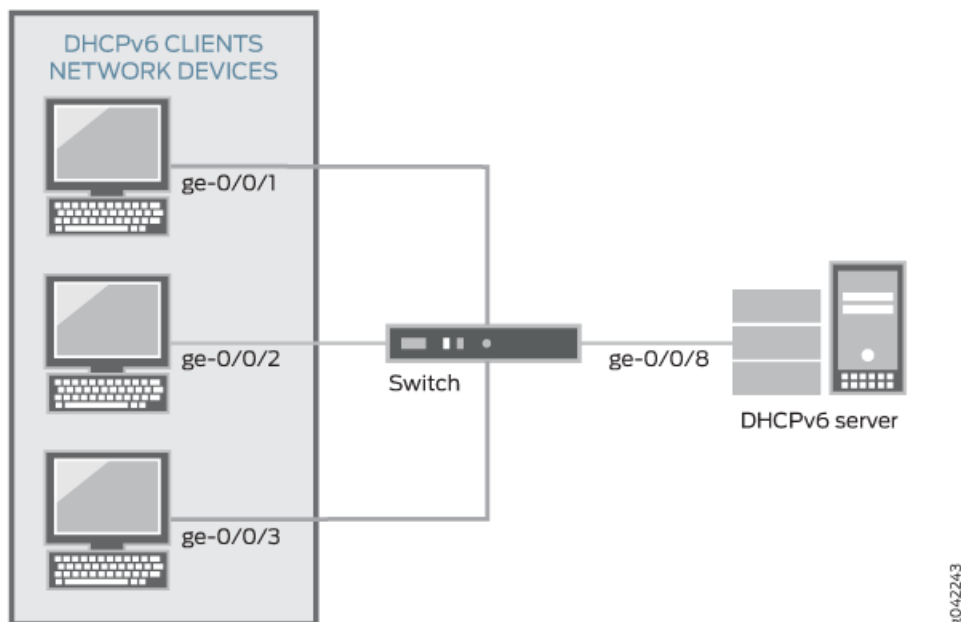 DHCPv6 CLIENTS
NETWORK DEVICES
ge-0/0/1
ge-0/0/2
Switch
ge-0/0/8
DHCPv6 server
ge-0/0/3
g042243